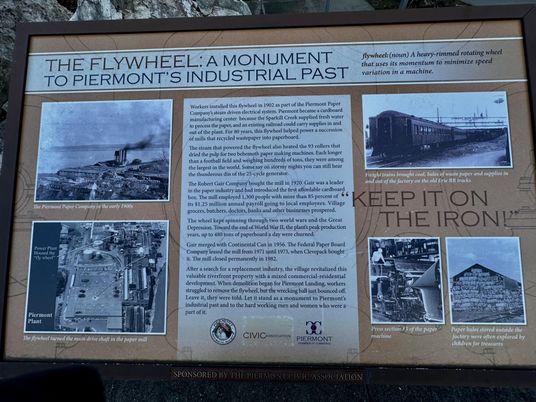 THE FLYWHEEL: A MONUMENT
TO PIERMONT'S INDUSTRIAL PAST
flywheel (noun) A heavy-rimmed rotating wheel
that uses its momentum to minimize speed
variation in a machine.
The Piermont Paper Company in the early 1900s
Power Plant
Housed the
"fly wheel"
Piermont
Plant
The flywheel turned the main drive shaft in the paper mill
Workers installed this flywheel in 1902 as part of the Piermont Paper
Company's steam driven electrical system. Piermont became a cardboard
manufacturing center because the Sparkill Creek supplied fresh water
to process the paper, and an existing railroad could carry supplies in and
out of the plant. For 80 years, this flywheel helped power a succession
of mills that recycled wastepaper into paperboard.
The steam that powered the flywheel also heated the 93 rollers that
dried the pulp for two behemoth paper making machines. Each longer
than a football field and weighing hundreds of tons, they were among
the largest in the world. Some say on stormy nights you can still hear
the thunderous din of the 25-cycle generator.
The Robert Gair Company bought the mill in 1920. Gair was a leader
in the paper industry and had introduced the first affordable cardboard
box. The mill employed 1,300 people with more than 85 percent of
its $1.25 million annual payroll going to local employees. Village
grocers, butchers, doctors, banks and other businesses prospered.
The wheel kept spinning through two world wars and the Great
Depression. Toward the end of World War II, the plant's peak production
years, up to 480 tons of paperboard a day were churned.
Gair merged with Continental Can in 1956. The Federal Paper Board
Company leased the mill from 1971 until 1973, when Clevepack bought
it. The mill closed permanently in 1982.
After a search for a replacement industry, the village revitalized this
valuable riverfront property with a mixed commercial-residential
development. When demolition began for Piermont Landing, workers
struggled to remove the flywheel, but the wrecking ball just bounced off.
Leave it, they were told. Let it stand as a monument to Piermont's
industrial past and to the hard working men and women who were a
part of it.
CIVIC ASSOCIATION
PIERMONT
Freight trains brought coal, bales of waste paper and supplies in
and out of the factory on the old Erie RR tracks.
"KEEP IT ON
THE IRON!"
Press section #3 of the paper
machine
Paper bales stored outside the
factory were often explored by
children for treasures
SPONSORED BY THE PIERMONT CIVIC ASSOCIATION